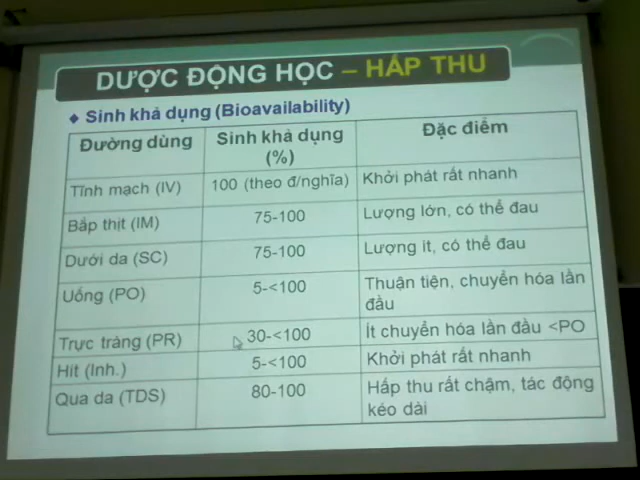 DƯỢC ĐỘNG HỌC – HẤP THU
◆ Sinh khả dụng (Bioavailability)
Đường dùng Sinh khả dụng (%) Đặc điểm
Tĩnh mạch (IV) 100 (theo đ/nghĩa) Khởi phát rất nhanh
Bắp thịt (IM) 75-100 Lượng lớn, có thể đau
Dưới da (SC) 75-100 Lượng ít, có thể đau
Uống (PO) 5-<100 Thuận tiện, chuyển hóa lần
đầu
Trực tràng (PR) 30-<100 Ít chuyển hóa lần đầu <PO
Hít (Inh.) 5-<100 Khởi phát rất nhanh
Qua da (TDS) 80-100 Hấp thu rất chậm, tác động
kéo dài